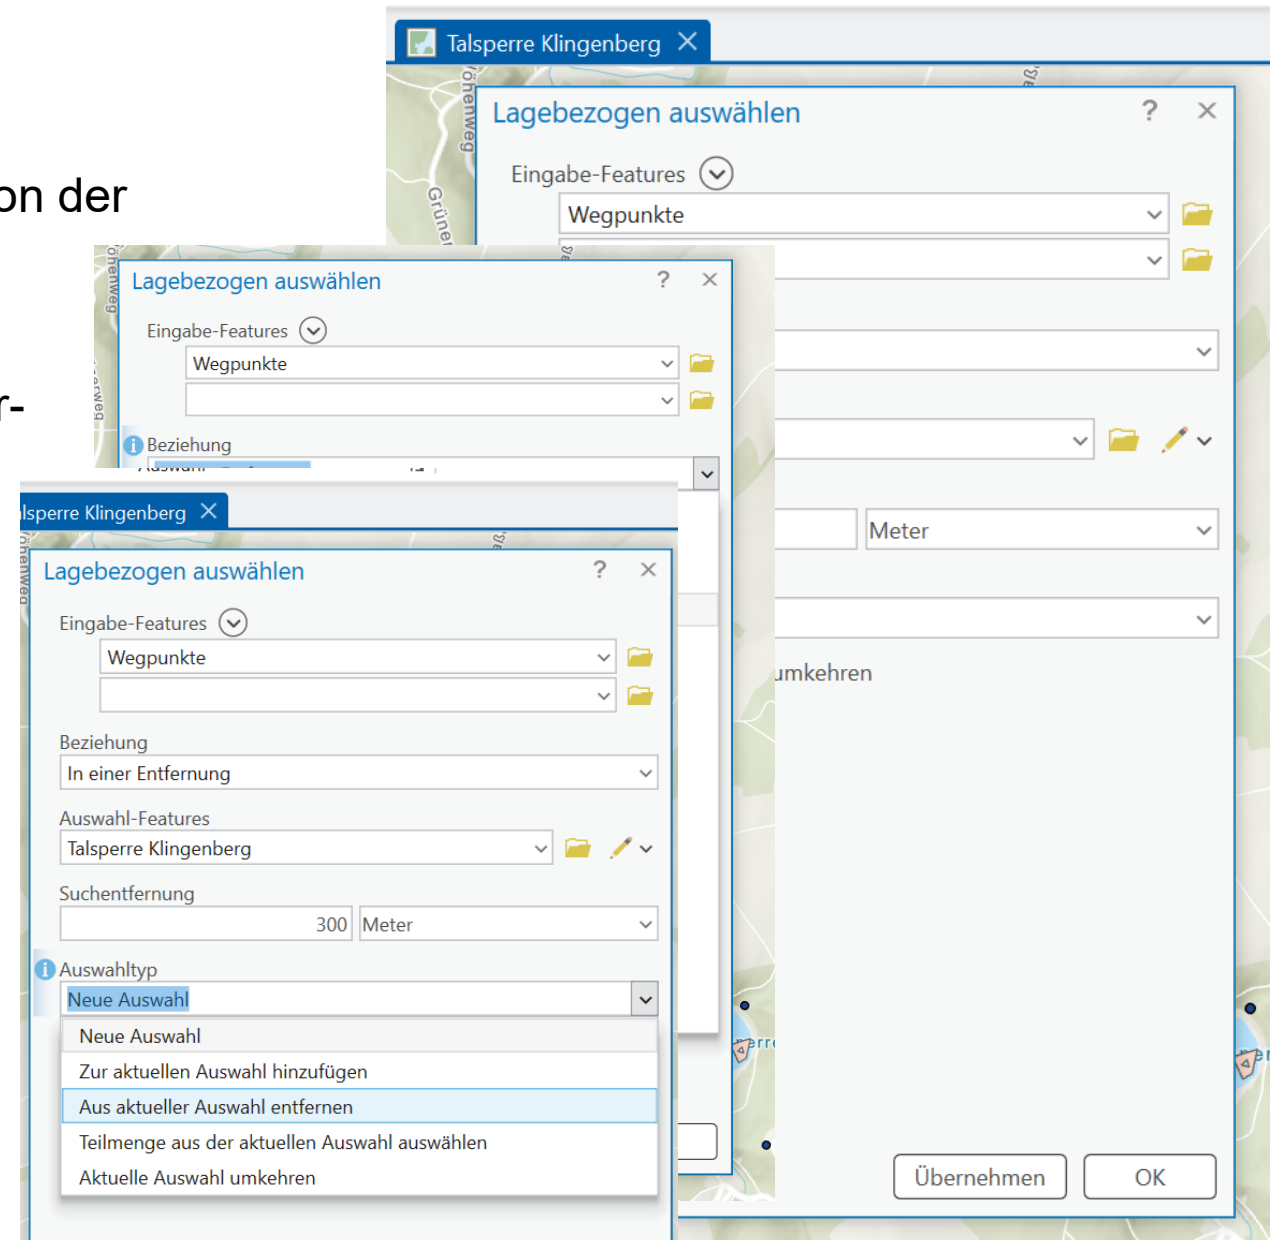 Talsperre Klingenberg
Lagebezogen auswählen
?
Eingabe-Features
Wegpunkte
Meter
umkehren
Übernehmen
OK
on der
r-
Lagebezogen auswählen
?
Eingabe-Features
Wegpunkte
Beziehung
lsperre Klingenberg
Lagebezogen auswählen
?
Eingabe-Features
Wegpunkte
Beziehung
In einer Entfernung
Auswahl-Features
Talsperre Klingenberg
Suchentfernung
300 Meter
Auswahltyp
Neue Auswahl
Neue Auswahl
Zur aktuellen Auswahl hinzufügen
Aus aktueller Auswahl entfernen
Teilmenge aus der aktuellen Auswahl auswählen
Aktuelle Auswahl umkehren